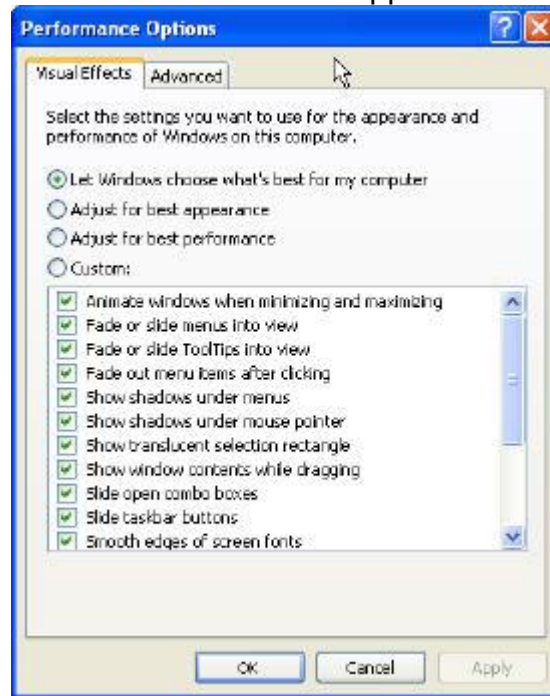 Performance Options
Visual Effects
Advanced
Select the settings you want to use for the appearance and
performance of Windows on this computer.
Let Windows choose what's best for my computer
Adjust for best appearance
Adjust for best performance
Custom:
Animate windows when minimizing and maximizing
Fade or slide menus into view
Fade or slide ToolTips into view
Fade out menu items after clicking
Show shadows under menus
Show shadows under mouse pointer
Show translucent selection rectangle
Show window contents while dragging
Slide open combo boxes
Slide taskbar buttons
Smooth edges of screen fonts
OK
Cancel
Apply